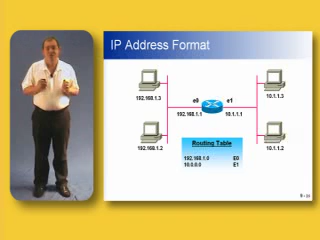 IP Address Format
192.168.1.3
10.1.1.3
e0 e1
192.168.1.1 10.1.1.1
192.168.1.2
10.1.1.2
Routing Table
192.168.1.0 E0
10.0.0.0 E1